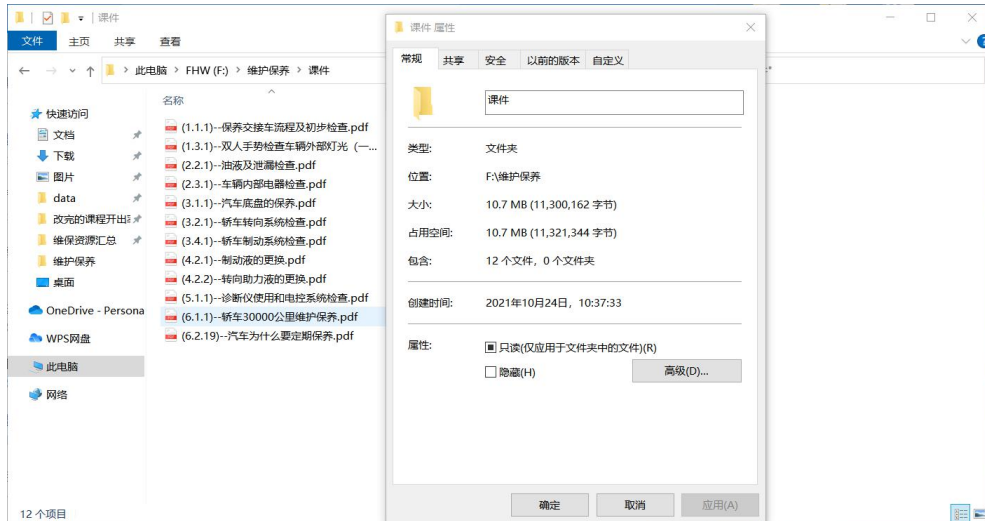 课件
文件 主页 共享 查看
此电脑 > FHW (F:) > 维护保养 > 课件
快速访问
文档
下载
图片
data
改完的课程开出
维保资源汇总
维护保养
桌面
OneDrive - Persona
WPS网盘
此电脑
网络
名称
(1.1.1)--保养交接车流程及初步检查.pdf
(1.3.1)--双人手势检查车辆外部灯光（一...
(2.2.1)--油液及泄漏检查.pdf
(2.3.1)--车辆内部电器检查.pdf
(3.1.1)--汽车底盘的保养.pdf
(3.2.1)--轿车转向系统检查.pdf
(3.4.1)--轿车制动系统检查.pdf
(4.2.1)--制动液的更换.pdf
(4.2.2)--转向助力液的更换.pdf
(5.1.1)--诊断仪使用和电控系统检查.pdf
(6.1.1)--轿车30000公里维护保养.pdf
(6.2.19)--汽车为什么要定期保养.pdf
12 个项目
课件 属性
常规 共享 安全 以前的版本 自定义
课件
类型: 文件夹
位置: F:\维护保养
大小: 10.7 MB (11,300,162 字节)
占用空间: 10.7 MB (11,321,344 字节)
包含: 12 个文件，0 个文件夹
创建时间: 2021年10月24日，10:37:33
属性: 只读(仅应用于文件夹中的文件)(R)
隐藏(H)
高级(D)...
确定 取消 应用(A)